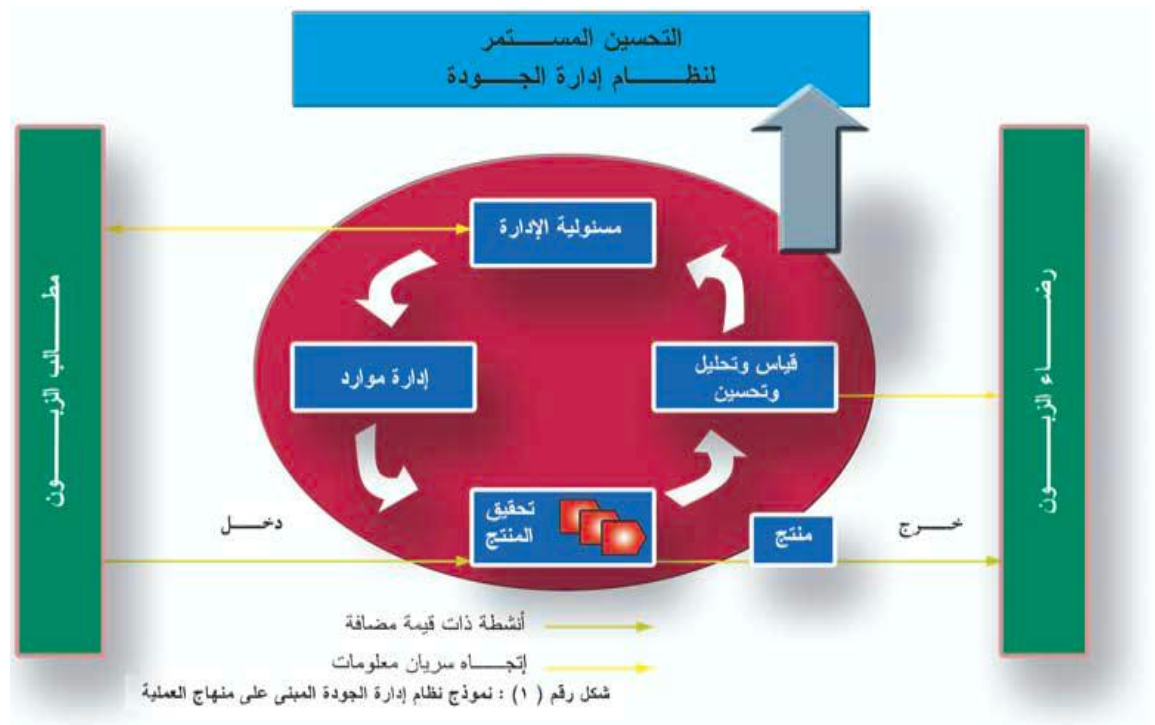 التحسين المستمر
لنظام إدارة الجودة
مسئولية الإدارة
مطالب الزبون
رضاء الزبون
إدارة موارد
قياس وتحليل
وتحسين
تحقيق
المنتج
منتج
دخل
خرج
أنشطة ذات قيمة مضافة
إتجاه سريان معلومات
شكل رقم ( ١ ) : نموذج نظام إدارة الجودة المبنى على منهاج العملية